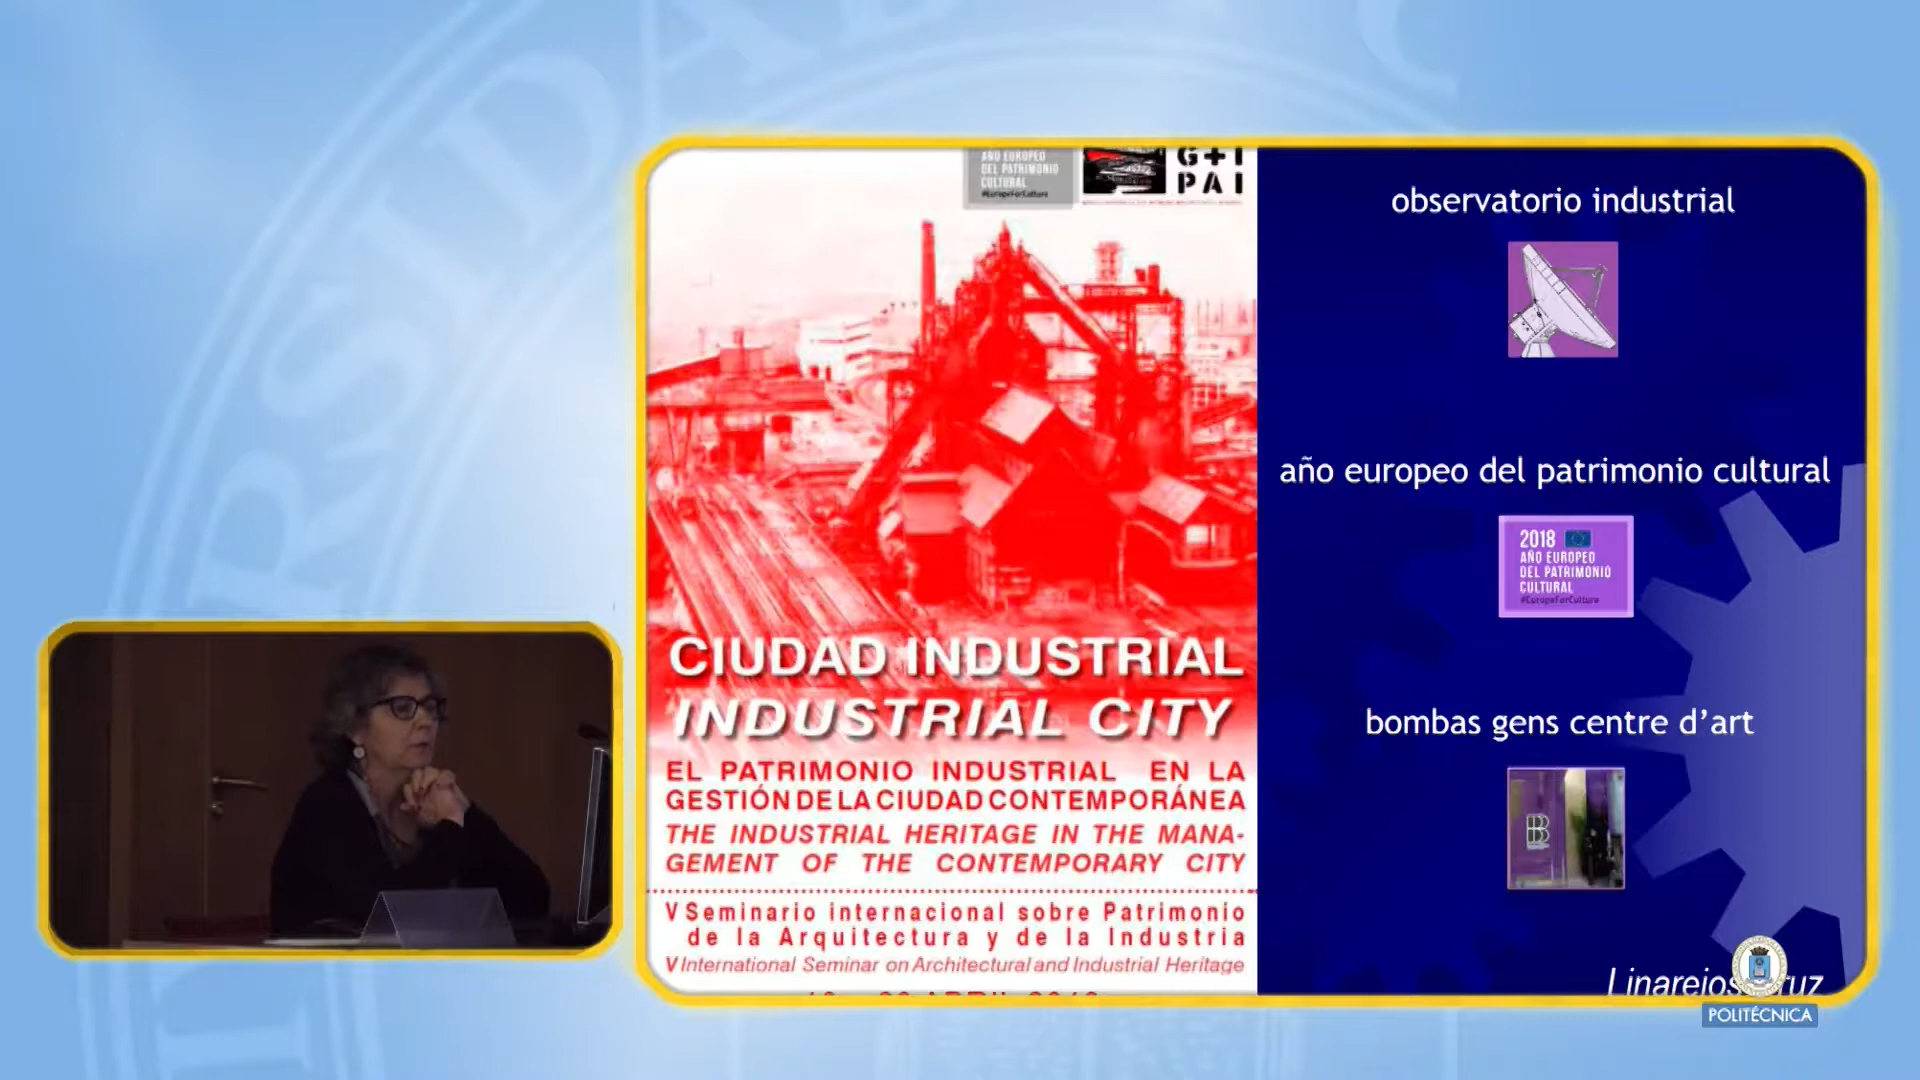 AÑO EUROPEO
DEL PATRIMONIO
CULTURAL
#EuropeForCulture
G+I
PAI
CIUDAD INDUSTRIAL
INDUSTRIAL CITY
EL PATRIMONIO INDUSTRIAL EN LA
GESTIÓN DE LA CIUDAD CONTEMPORÁNEA
THE INDUSTRIAL HERITAGE IN THE MANA-
GEMENT OF THE CONTEMPORARY CITY
V Seminario internacional sobre Patrimonio
de la Arquitectura y de la Industria
V International Seminar on Architectural and Industrial Heritage
observatorio industrial
año europeo del patrimonio cultural
2018
AÑO EUROPEO
DEL PATRIMONIO
CULTURAL
#EuropeForCulture
bombas gens centre d’art
Linarejos
POLITÉCNICA